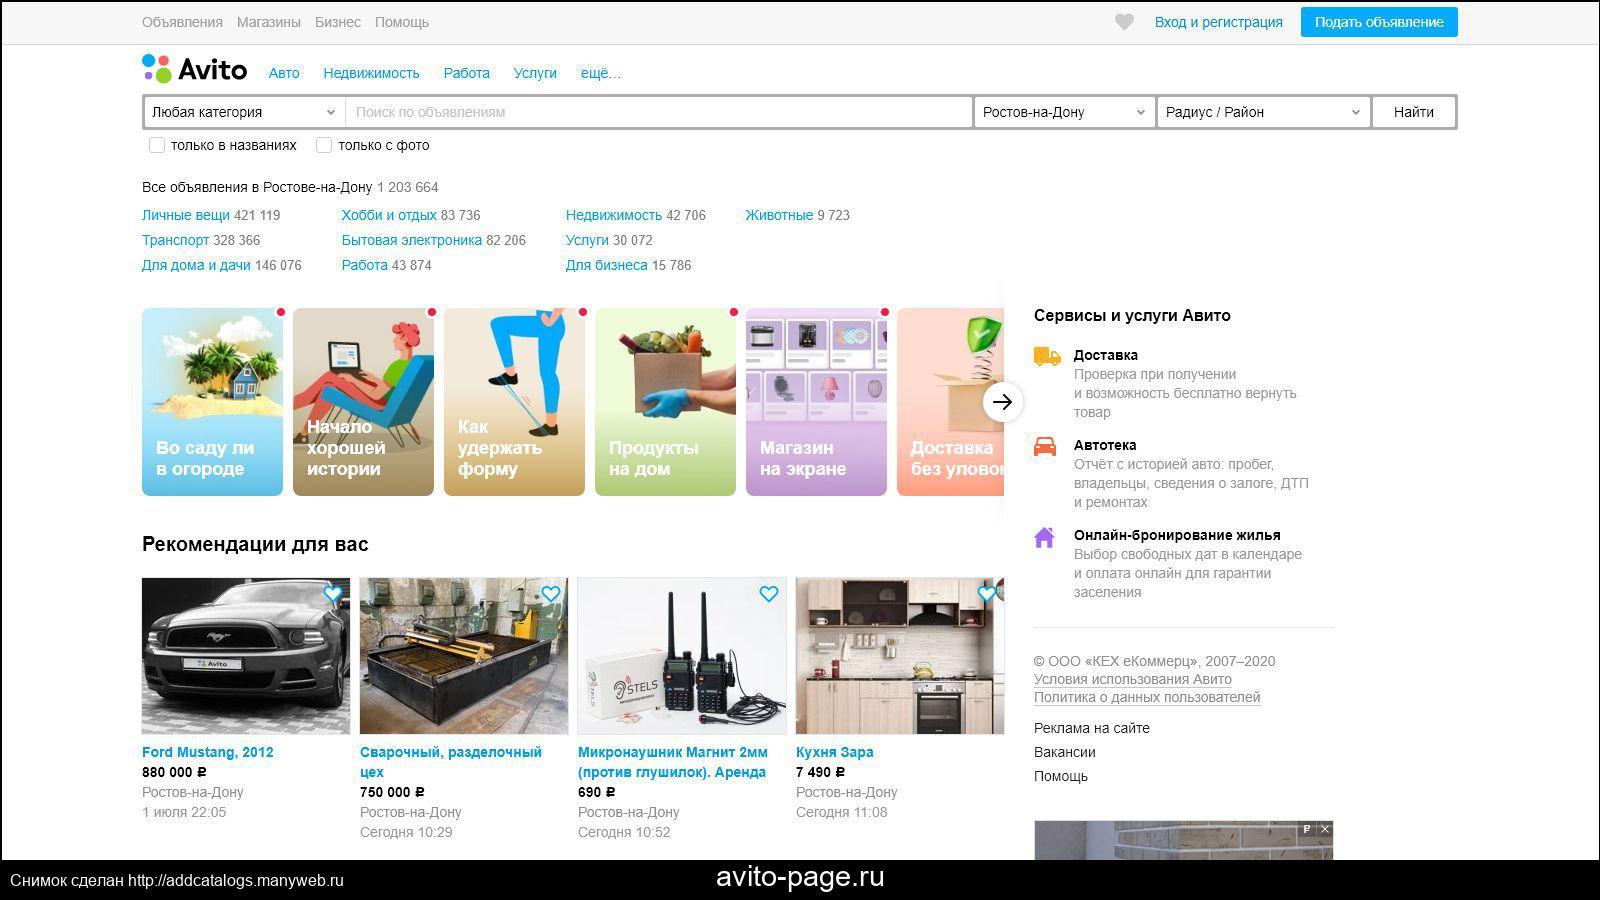 Объявления Магазины Бизнес Помощь
Вход и регистрация
Подать объявление
Avito
Авто Недвижимость Работа Услуги ещё...
Любая категория
Поиск по объявлениям
Ростов-на-Дону
Радиус / Район
Найти
только в названиях только с фото
Все объявления в Ростове-на-Дону 1 203 664
Личные вещи 421 119
Хобби и отдых 83 736
Недвижимость 42 706
Животные 9 723
Транспорт 328 366
Бытовая электроника 82 206
Услуги 30 072
Для дома и дачи 146 076
Работа 43 874
Для бизнеса 15 786
Во саду ли
в огороде
Начало
хорошей
истории
Как
удержать
форму
Продукты
на дом
Магазин
на экране
Доставка
без уловок
Сервисы и услуги Авито
Доставка
Проверка при получении
и возможность бесплатно вернуть
товар
Автотека
Отчёт с историей авто: пробег,
владельцы, сведения о залоге, ДТП
и ремонтах
Онлайн-бронирование жилья
Выбор свободных дат в календаре
и оплата онлайн для гарантии
заселения
Рекомендации для вас
Avito
STELS
Ford Mustang, 2012
880 000 ₽
Ростов-на-Дону
1 июля 22:05
Сварочный, разделочный
цех
750 000 ₽
Ростов-на-Дону
Сегодня 10:29
Микронаушник Магнит 2мм
(против глушилок). Аренда
690 ₽
Ростов-на-Дону
Сегодня 10:52
Кухня Зара
7 490 ₽
Ростов-на-Дону
Сегодня 11:08
© ООО «КЕХ еКоммерц», 2007–2020
Условия использования Авито
Политика о данных пользователей
Реклама на сайте
Вакансии
Помощь
Снимок сделан http://addcatalogs.manyweb.ru
avito-page.ru